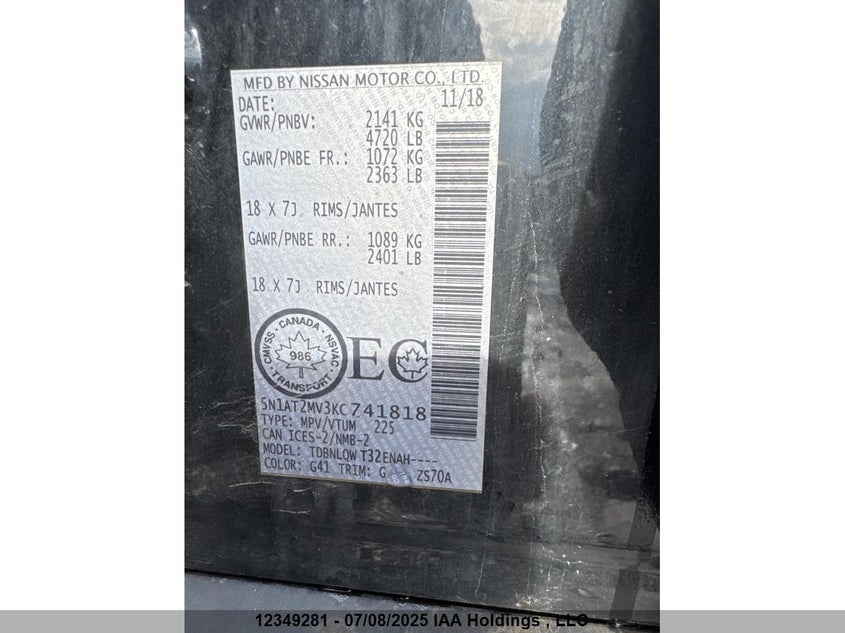 MFD BY NISSAN MOTOR CO., LTD.
DATE: 11/18
GVWR/PNBV: 2141 KG
4720 LB
GAWR/PNBE FR.: 1072 KG
2363 LB
18 X 7J RIMS/JANTES
GAWR/PNBE RR.: 1089 KG
2401 LB
18 X 7J RIMS/JANTES
CANADA
CMVSS · NSVAC
986
TRANSPORT
EC
5N1AT2MV3KC741818
TYPE: MPV/VTUM 225
CAN ICES-2/NMB-2
MODEL: TDBNLQW T32ENAH----
COLOR: G41 TRIM: G ZS70A
12349281 - 07/08/2025 IAA Holdings , LLC